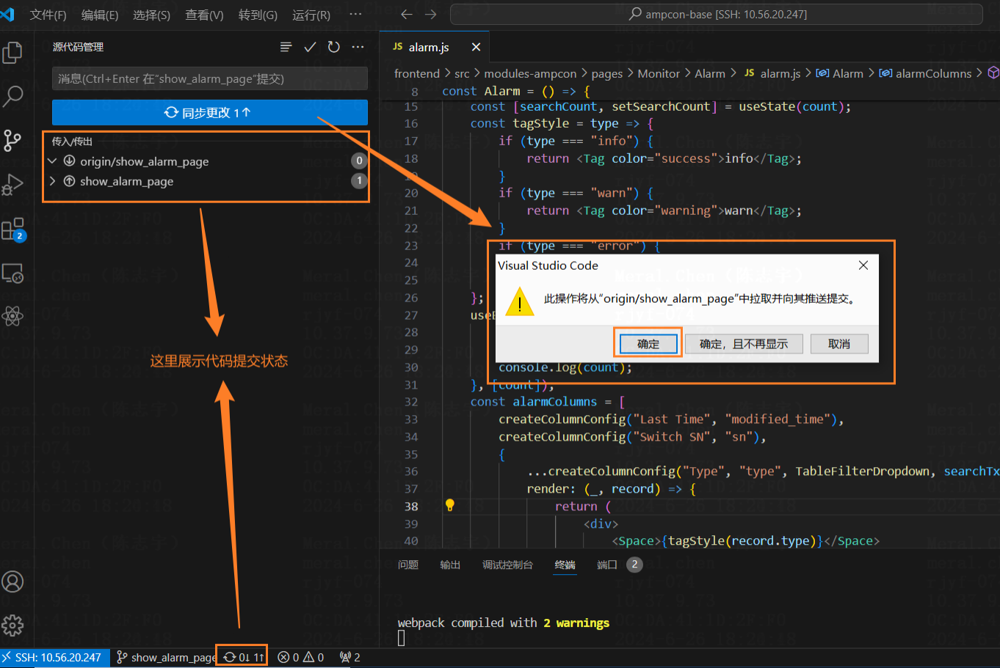 文件(F) 编辑(E) 选择(S) 查看(V) 转到(G) 运行(R) ··· ampcon-base [SSH: 10.56.20.247]
源代码管理
消息(Ctrl+Enter 在“show_alarm_page”提交)
同步更改 1↑
传入/传出
origin/show_alarm_page 0
show_alarm_page 1
这里展示代码提交状态
2
JS alarm.js
frontend > src > modules-ampcon > pages > Monitor > Alarm > JS alarm.js > Alarm > alarmColumns >
8 const Alarm = () => {
15 const [searchCount, setSearchCount] = useState(count);
16 const tagStyle = type => {
17 if (type === "info") {
18 return <Tag color="success">info</Tag>;
19 }
20 if (type === "warn") {
21 return <Tag color="warning">warn</Tag>;
22 }
23 if (type === "error") {
24
25
26 };
27
28
29
30 console.log(count);
31 }, [count]);
32 const alarmColumns = [
33 createColumnConfig("Last Time", "modified_time"),
34 createColumnConfig("Switch SN", "sn"),
35 {
36 ...createColumnConfig("Type", "type", TableFilterDropdown, searchTx
37 render: (_, record) => {
38 return (
39 <div>
40 <Space>{tagStyle(record.type)}</Space>
Visual Studio Code
此操作将从“origin/show_alarm_page”中拉取并向其推送提交。
确定 确定，且不再显示 取消
问题 输出 调试控制台 终端 端口 2
webpack compiled with 2 warnings
SSH: 10.56.20.247 show_alarm_page 0↓ 1↑ 0 0 2